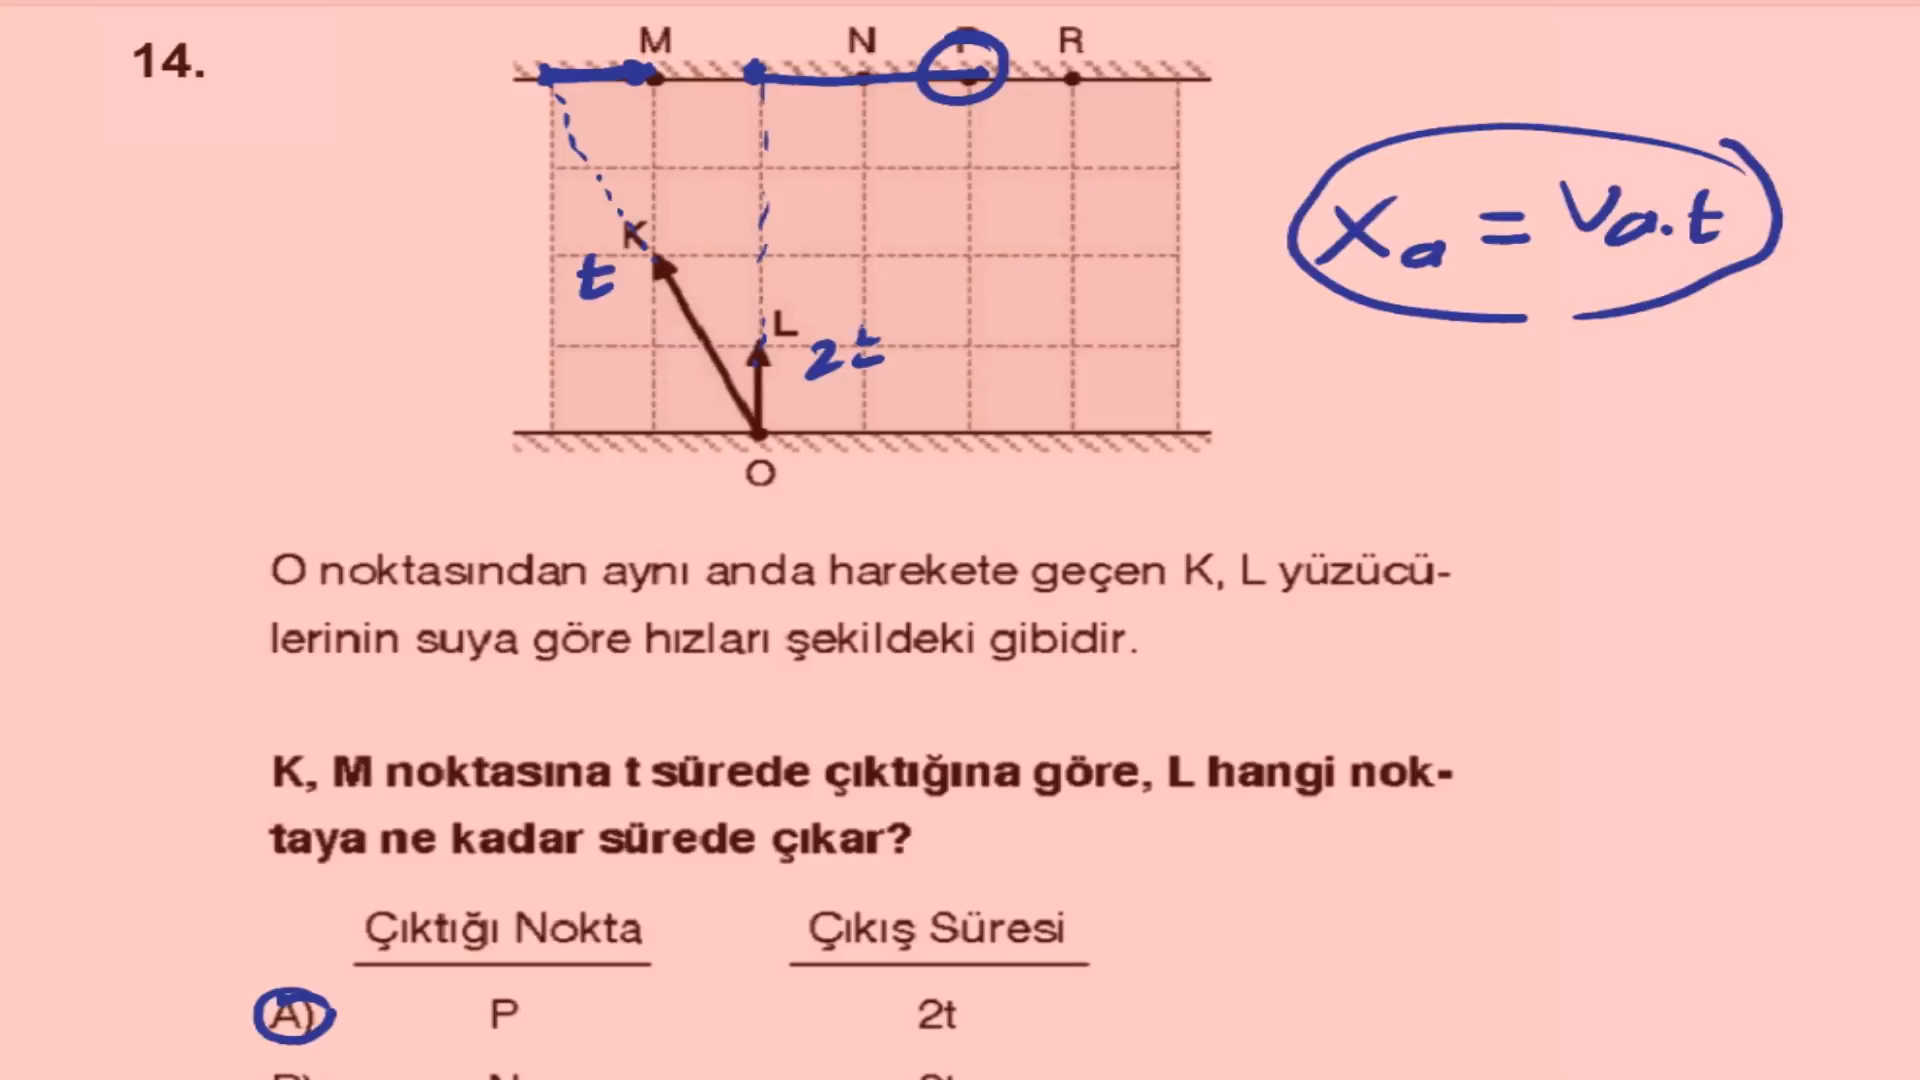 14.
M N R
K
t
L
2t
O
Xa = Va.t
O noktasından aynı anda harekete geçen K, L yüzücü-
lerinin suya göre hızları şekildeki gibidir.
K, M noktasına t sürede çıktığına göre, L hangi nok-
taya ne kadar sürede çıkar?
Çıktığı Nokta Çıkış Süresi
A) P 2t